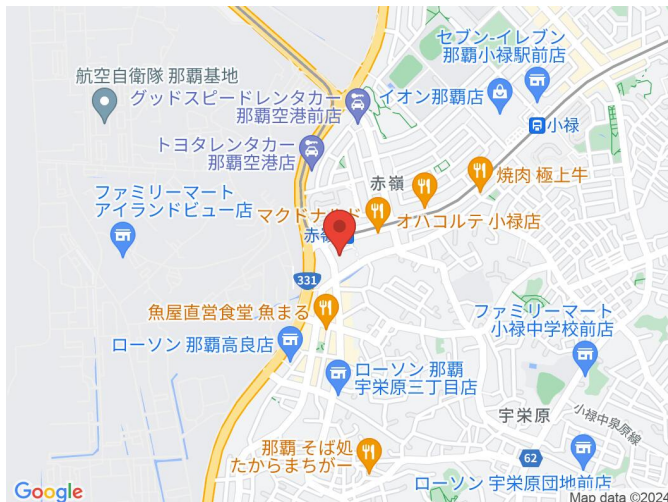 セブン-イレブン
那覇小禄駅前店
航空自衛隊 那覇基地
グッドスピードレンタカー
那覇空港前店
イオン那覇店
小禄
トヨタレンタカー
那覇空港店
赤嶺
焼肉 極上牛
ファミリーマート
アイランドビュー店
マクドナルド
オハコルテ 小禄店
赤嶺
331
魚屋直営食堂 魚まる
ファミリーマート
小禄中学校前店
ローソン 那覇高良店
ローソン 那覇
宇栄原三丁目店
宇栄原
小禄中泉原線
那覇 そば処
たからまちがー
62
ローソン 宇栄原団地前店
Google
Map data ©2024